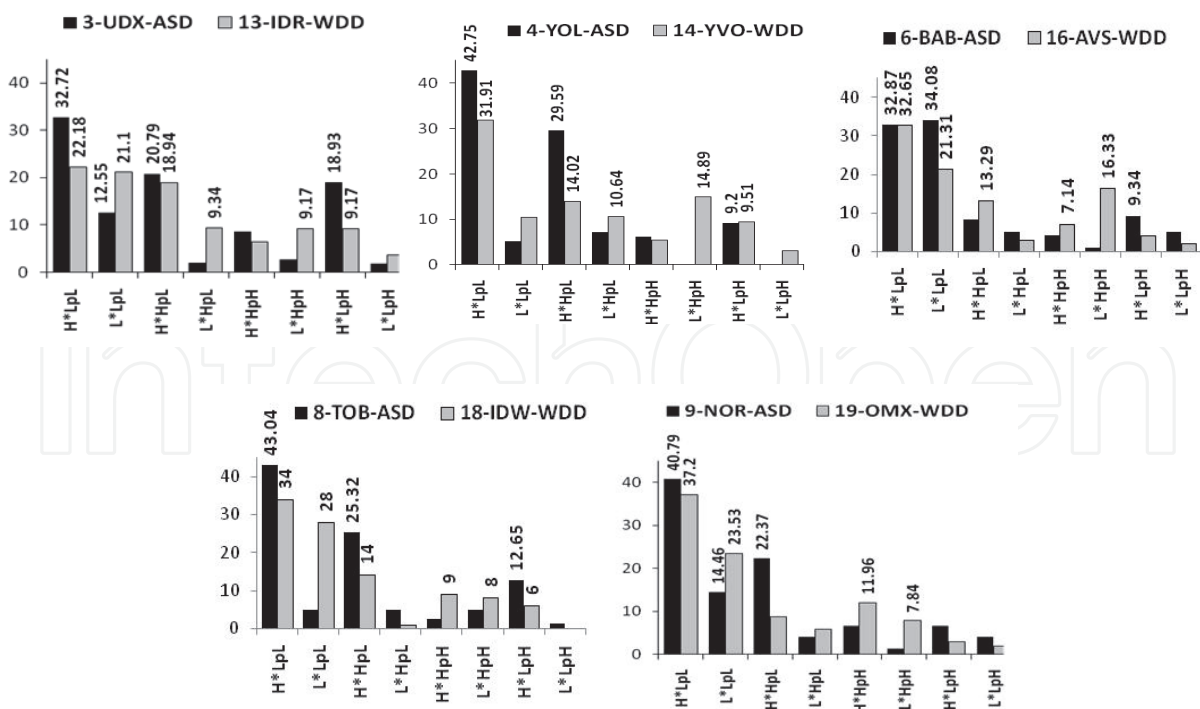 3-UDX-ASD 13-IDR-WDD
40
30
20
10
0
32.72
22.18
12.55
21.1
20.79
18.94
9.34
9.17
18.93
9.17
H*LpL
L*LpL
H*HpL
L*HpL
H*HpH
L*HpH
H*LpH
L*LpH
4-YOL-ASD 14-YVO-WDD
40
30
20
10
0
42.75
31.91
29.59
14.02
10.64
14.89
9.2
9.51
H*LpL
L*LpL
H*HpL
L*HpL
H*HpH
L*HpH
H*LpH
L*LpH
6-BAB-ASD 16-AVS-WDD
40
30
20
10
0
32.87
32.65
34.08
21.31
13.29
7.14
16.33
9.34
H*LpL
L*LpL
H*HpL
L*HpL
H*HpH
L*HpH
H*LpH
L*LpH
IntechOpen
8-TOB-ASD 18-IDW-WDD
40
30
20
10
0
43.04
34
28
25.32
14
9
8
12.65
6
H*LpL
L*LpL
H*HpL
L*HpL
H*HpH
L*HpH
H*LpH
L*LpH
9-NOR-ASD 19-OMX-WDD
40
30
20
10
0
40.79
37.2
14.46
23.53
22.37
11.96
7.84
H*LpL
L*LpL
H*HpL
L*HpL
H*HpH
L*HpH
H*LpH
L*LpH